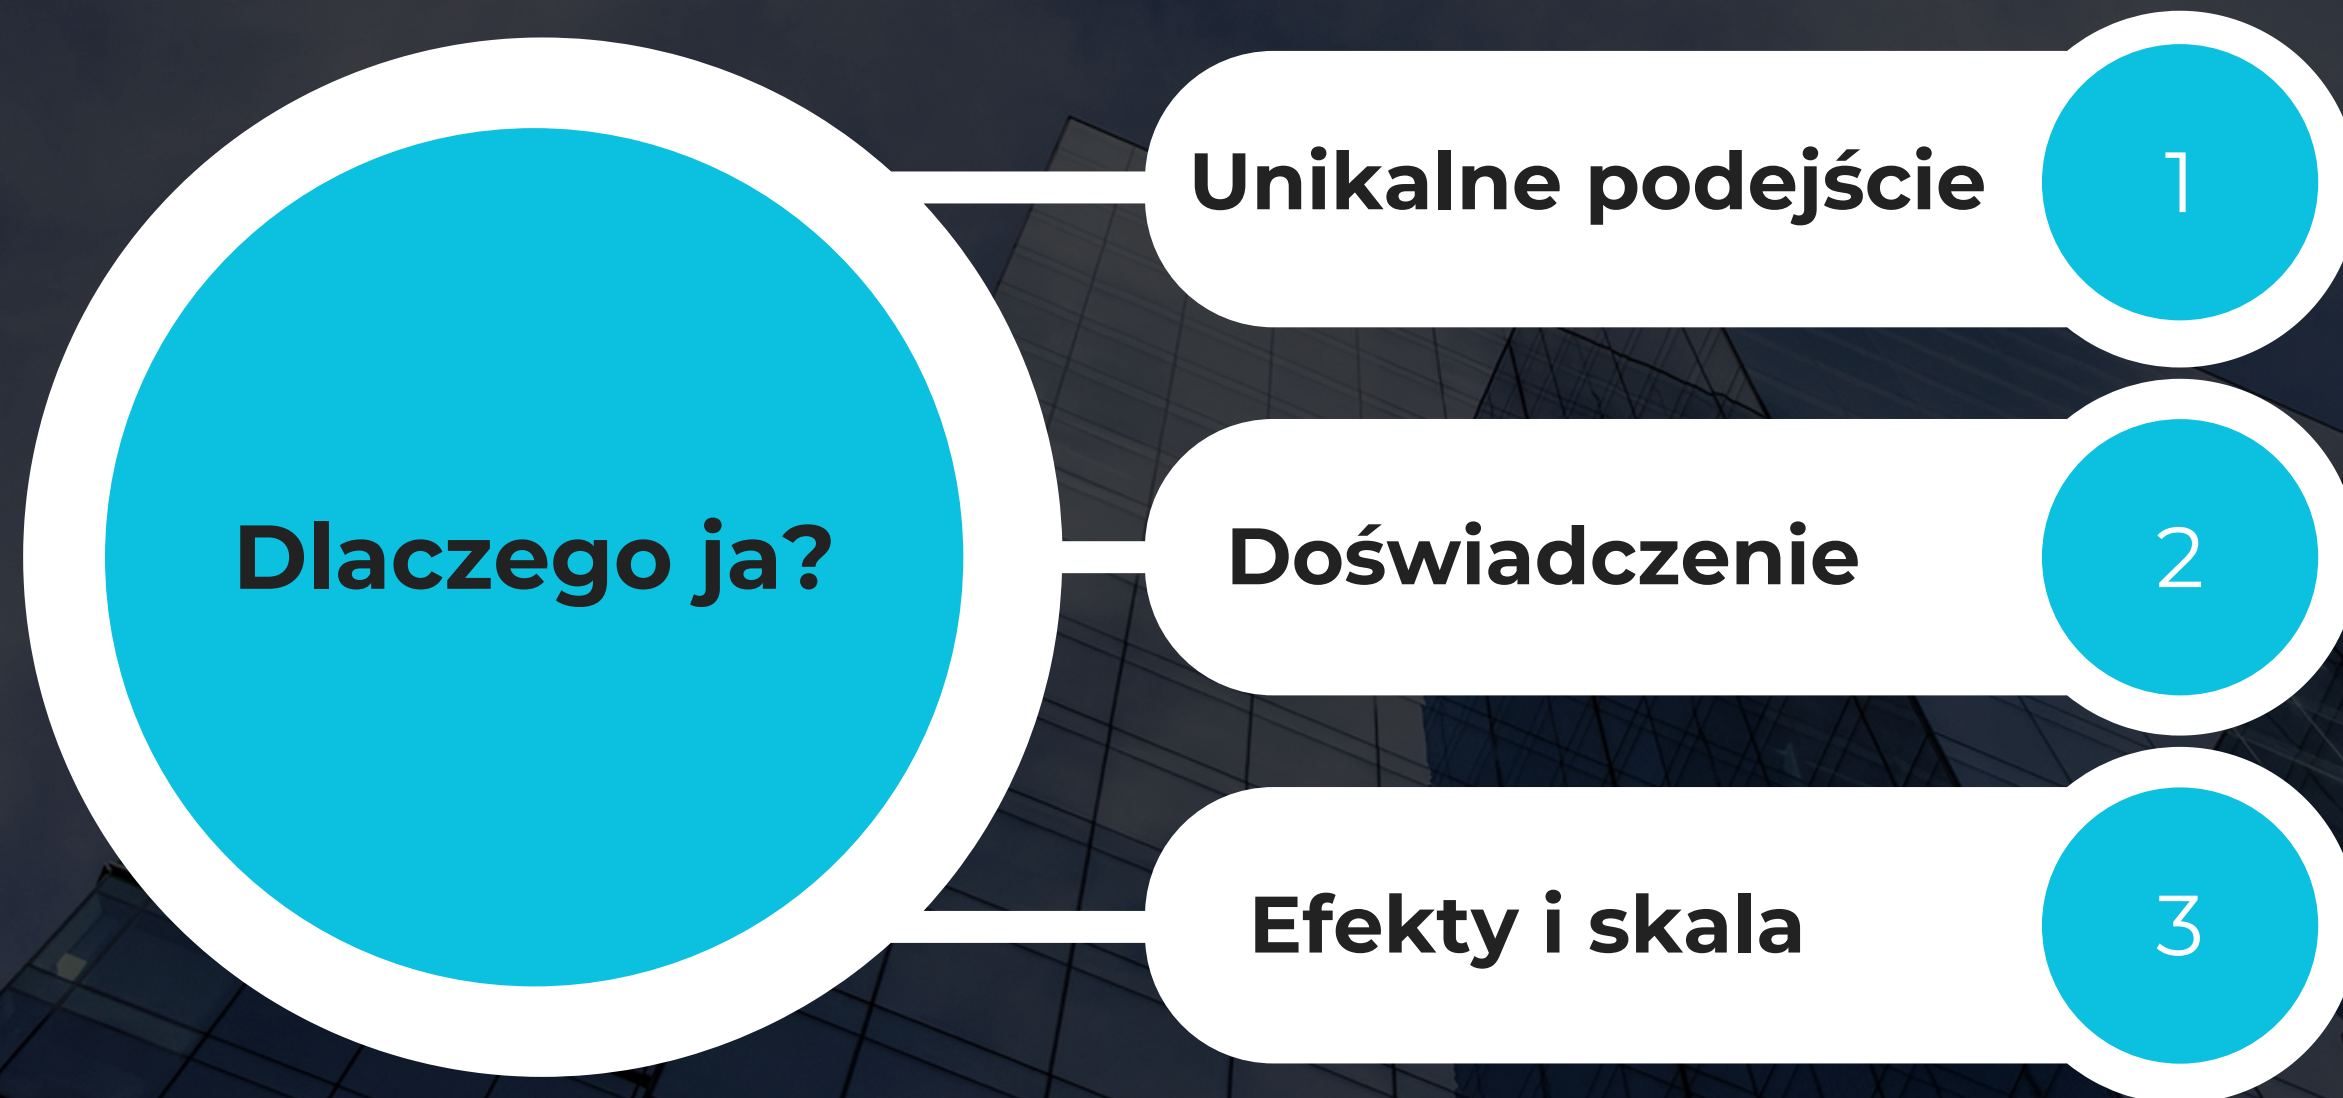 Dlaczego ja?
Unikalne podejście
1
Doświadczenie
2
Efekty i skala
3